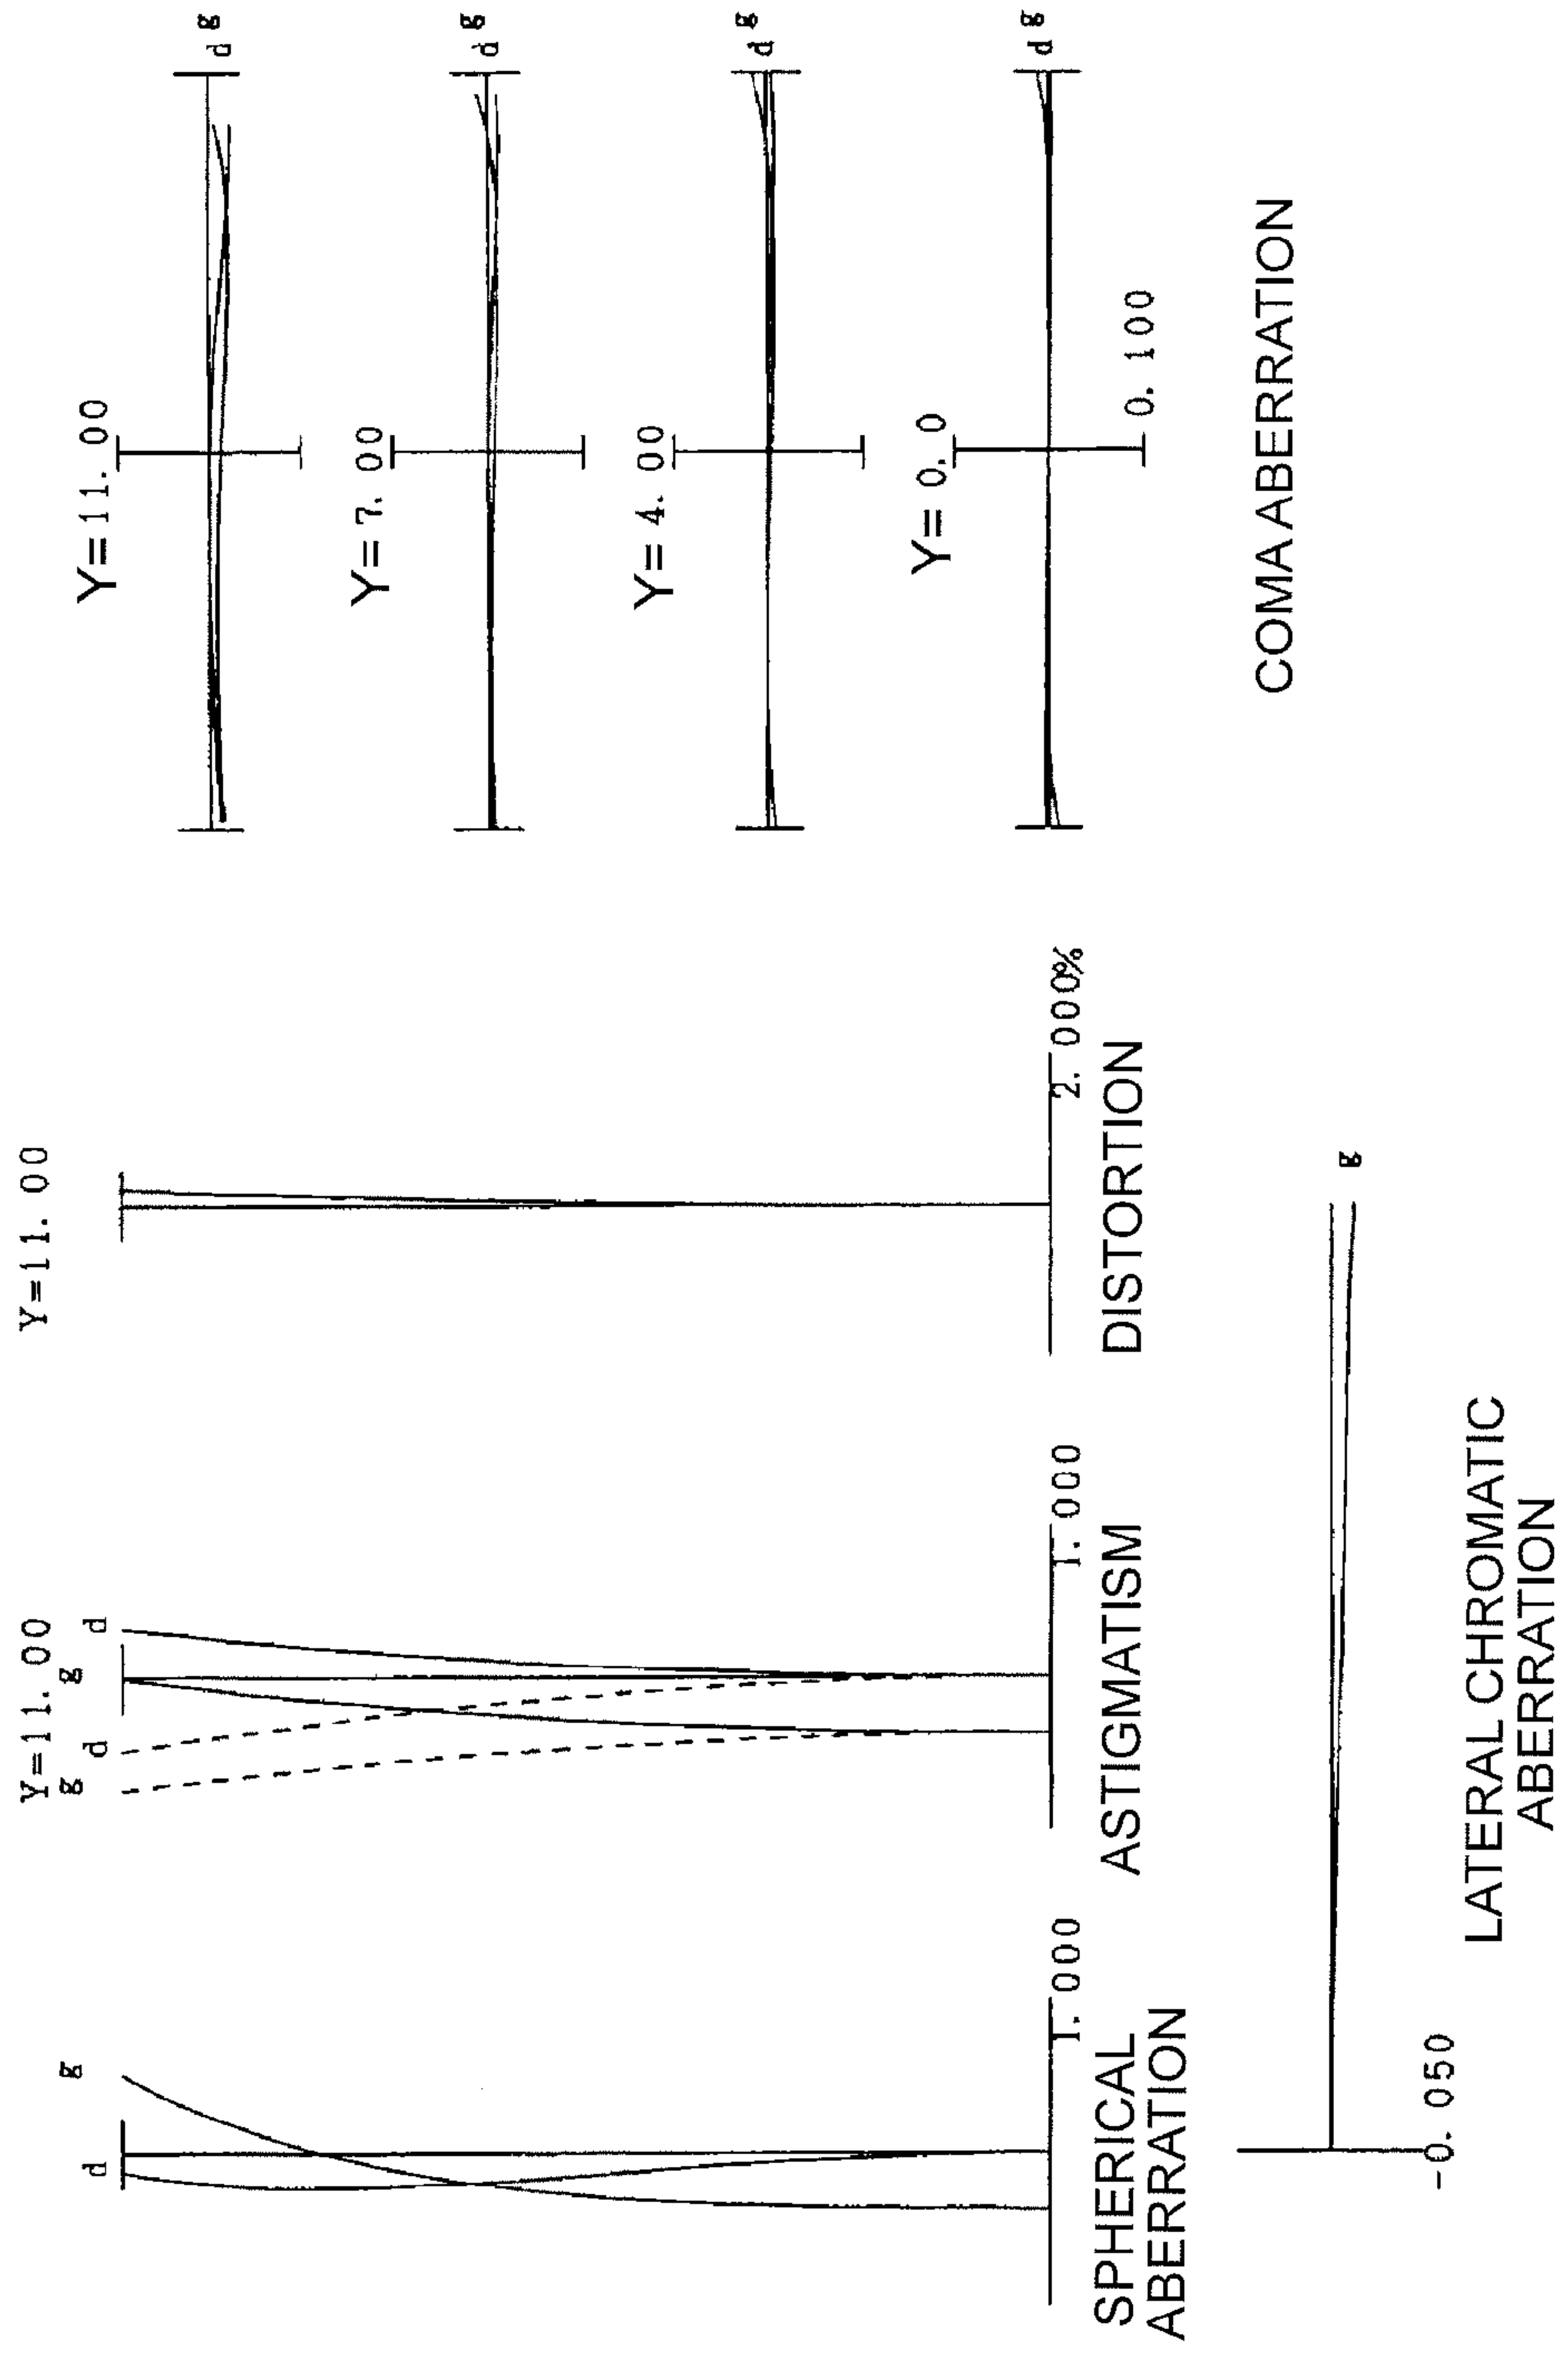 g
d
SPHERICAL
ABERRATION
1. 000
Y=11. 00
g
d
g
d
ASTIGMATISM
1. 000
Y=11. 00
DISTORTION
2. 000%
-0. 050
g
LATERAL CHROMATIC
ABERRATION
Y=11. 00
d
g
Y= 7. 00
d
g
Y= 4. 00
d
g
Y= 0. 0
d
g
0. 100
COMA ABERRATION